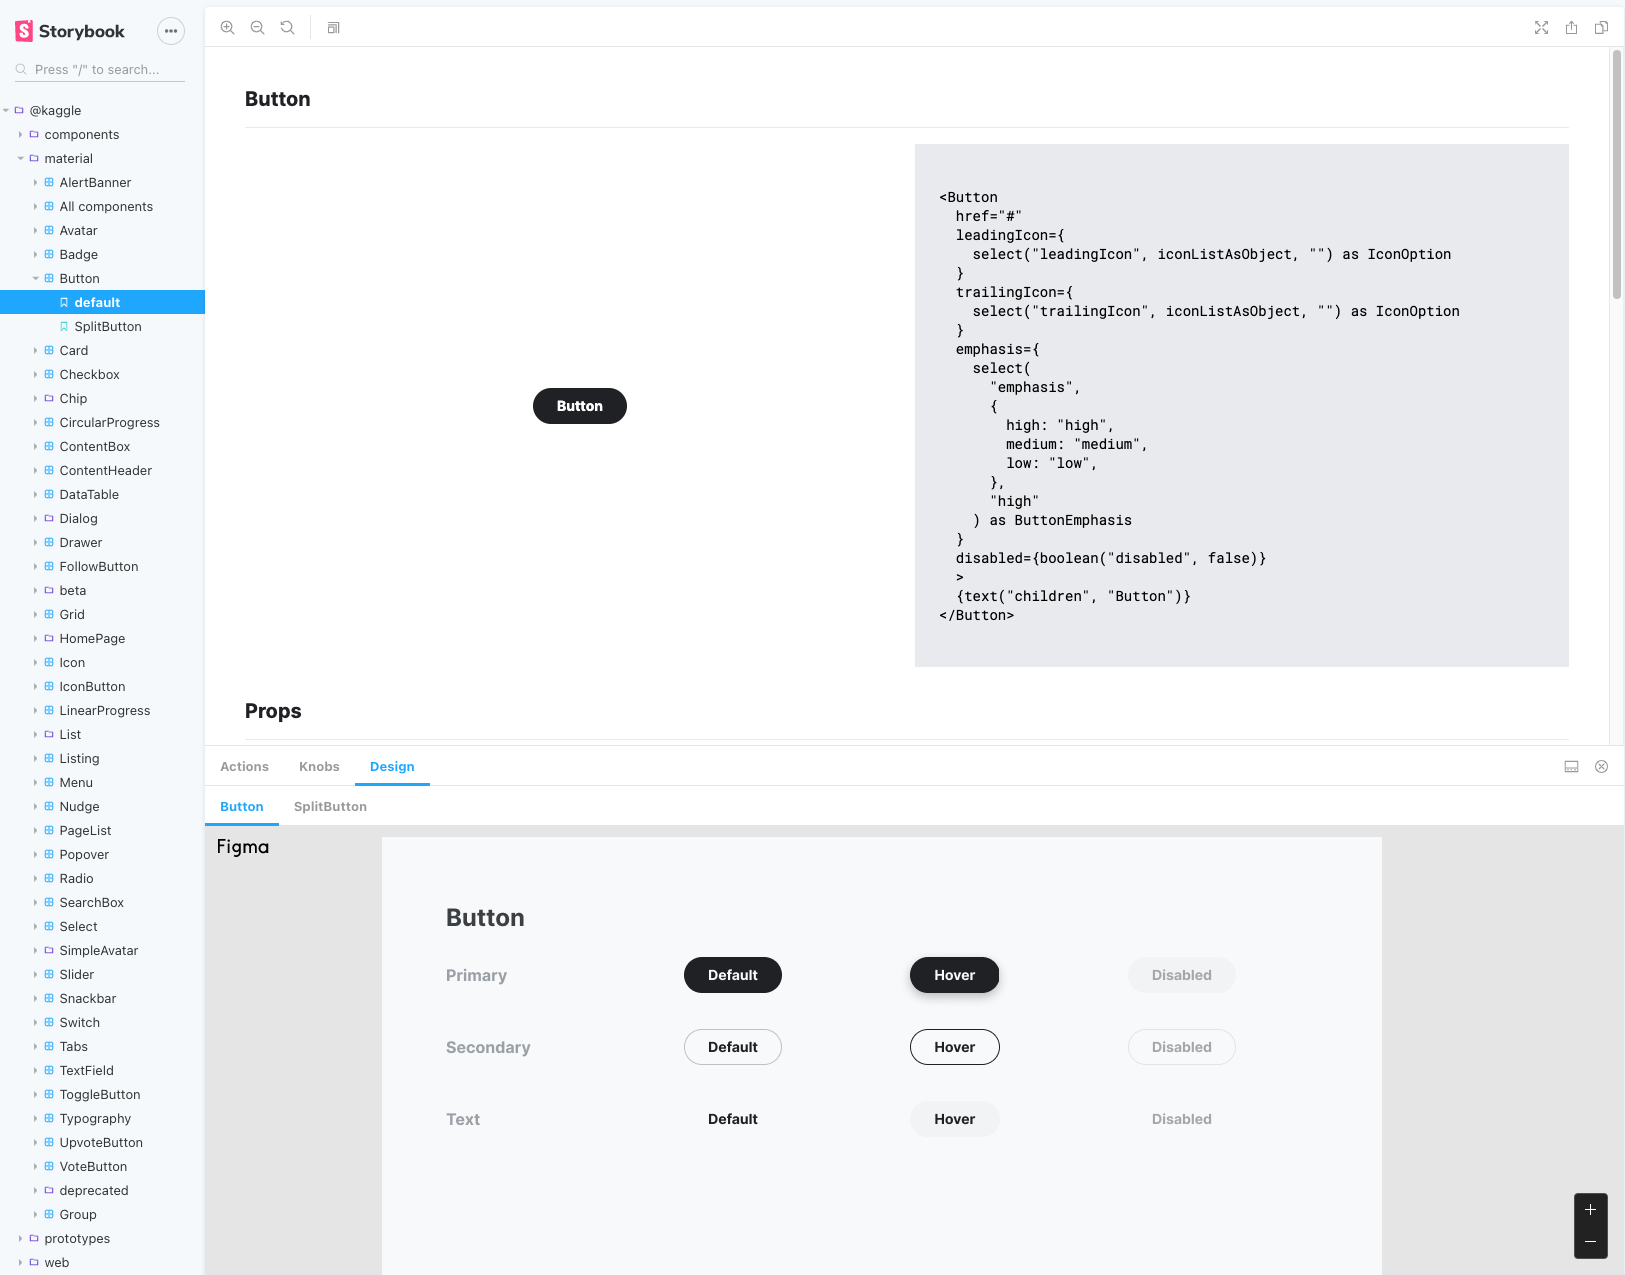 Storybook
Press "/" to search...
@kaggle
components
material
AlertBanner
All components
Avatar
Badge
Button
default
SplitButton
Card
Checkbox
Chip
CircularProgress
ContentBox
ContentHeader
DataTable
Dialog
Drawer
FollowButton
beta
Grid
HomePage
Icon
IconButton
LinearProgress
List
Listing
Menu
Nudge
PageList
Popover
Radio
SearchBox
Select
SimpleAvatar
Slider
Snackbar
Switch
Tabs
TextField
ToggleButton
Typography
UpvoteButton
VoteButton
deprecated
Group
prototypes
web
Button
Button
<Button
  href="#"
  leadingIcon={
    select("leadingIcon", iconListAsObject, "") as IconOption
  }
  trailingIcon={
    select("trailingIcon", iconListAsObject, "") as IconOption
  }
  emphasis={
    select(
      "emphasis",
      {
        high: "high",
        medium: "medium",
        low: "low",
      },
      "high"
    ) as ButtonEmphasis
  }
  disabled={boolean("disabled", false)}
  >
  {text("children", "Button")}
</Button>
Props
Actions Knobs Design
Button SplitButton
Figma
Button
Primary Default Hover Disabled
Secondary Default Hover Disabled
Text Default Hover Disabled